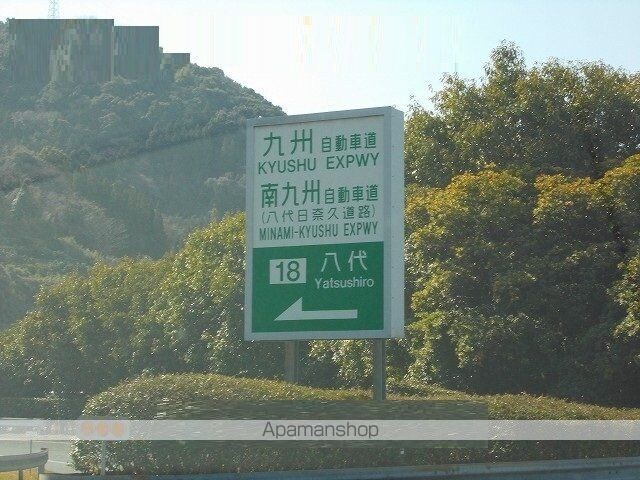 九州自動車道
KYUSHU EXPWY
南九州自動車道
(八代日奈久道路)
MINAMI-KYUSHU EXPWY
18 八代
Yatsushiro
Apamanshop